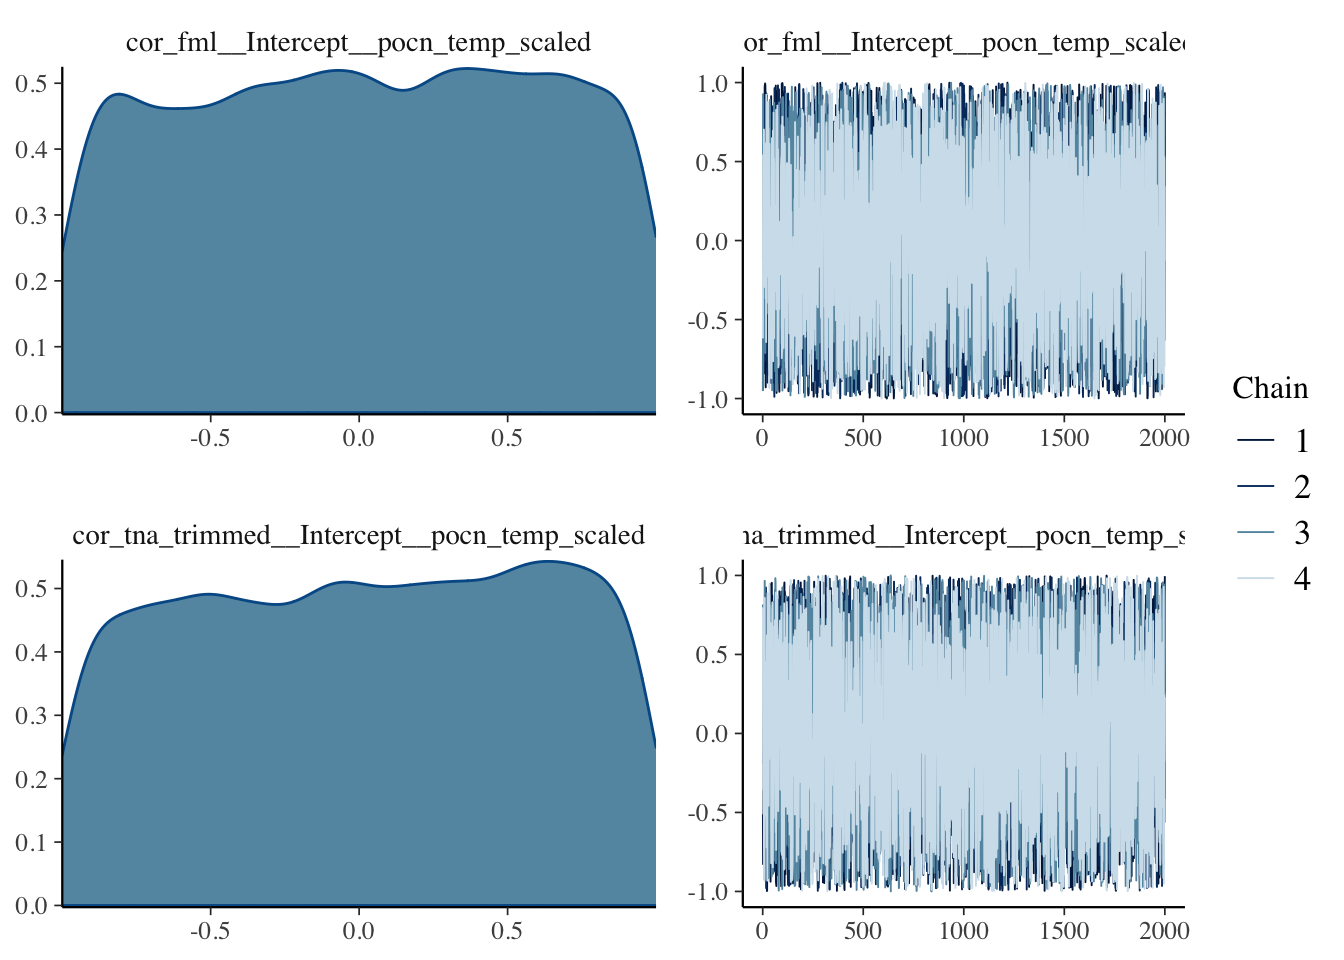 cor_fml__Intercept__pocn_temp_scaled
0.5
0.4
0.3
0.2
0.1
0.0
-0.5 0.0 0.5
or_fml__Intercept__pocn_temp_scale
1.0
0.5
0.0
-0.5
-1.0
0 500 1000 1500 2000
cor_tna_trimmed__Intercept__pocn_temp_scaled
0.5
0.4
0.3
0.2
0.1
0.0
-0.5 0.0 0.5
na_trimmed__Intercept__pocn_temp_s
1.0
0.5
0.0
-0.5
-1.0
0 500 1000 1500 2000
Chain
1
2
3
4